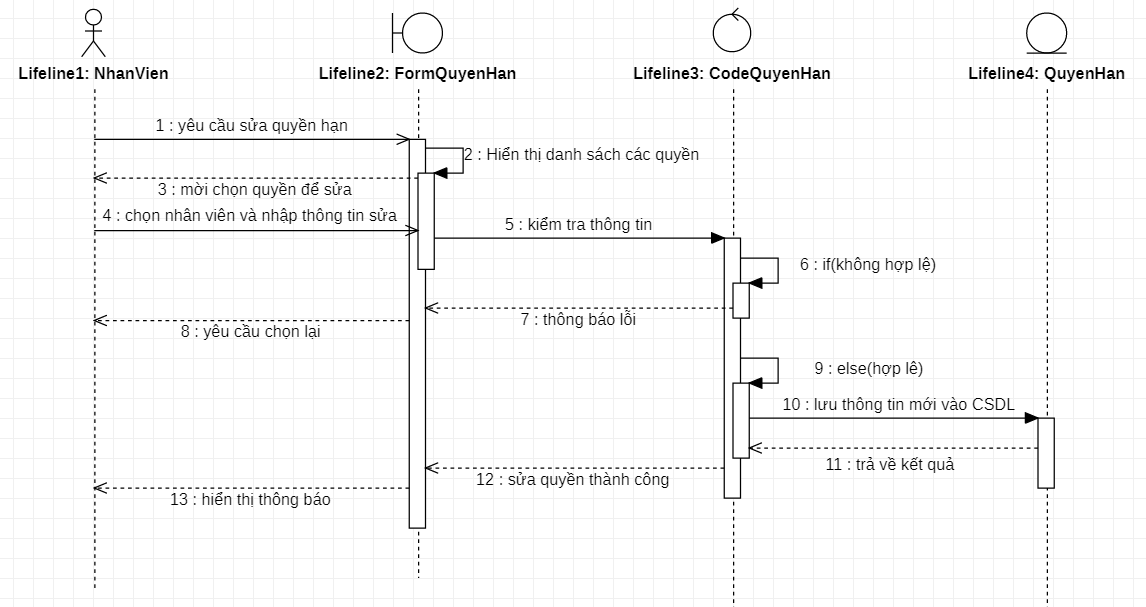 Lifeline1: NhanVien
Lifeline2: FormQuyenHan
Lifeline3: CodeQuyenHan
Lifeline4: QuyenHan
1 : yêu cầu sửa quyền hạn
2 : Hiển thị danh sách các quyền
3 : mời chọn quyền để sửa
4 : chọn nhân viên và nhập thông tin sửa
5 : kiểm tra thông tin
6 : if(không hợp lệ)
7 : thông báo lỗi
8 : yêu cầu chọn lại
9 : else(hợp lê)
10 : lưu thông tin mới vào CSDL
11 : trả về kết quả
12 : sửa quyền thành công
13 : hiển thị thông báo